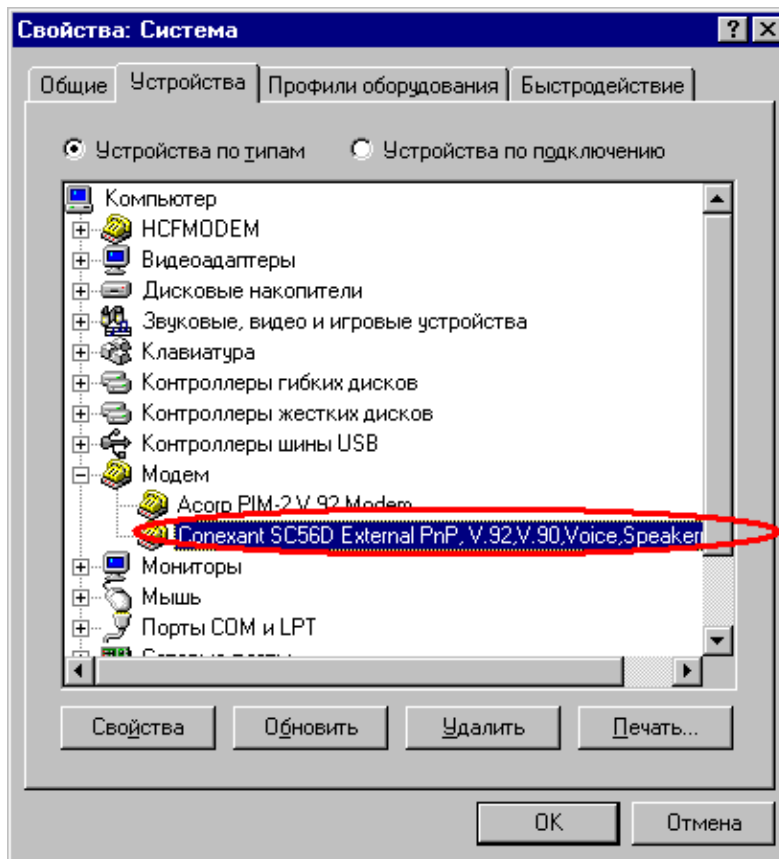 Свойства: Система
Общие Устройства Профили оборудования Быстродействие
Устройства по типам Устройства по подключению
Компьютер
HCFMODEM
Видеоадаптеры
Дисковые накопители
Звуковые, видео и игровые устройства
Клавиатура
Контроллеры гибких дисков
Контроллеры жестких дисков
Контроллеры шины USB
Модем
Acorp PIM-2 V.92 Modem
Conexant SC56D External PnP, V.92,V.90,Voice,Speaker
Мониторы
Мышь
Порты COM и LPT
Свойства Обновить Удалить Печать...
OK Отмена